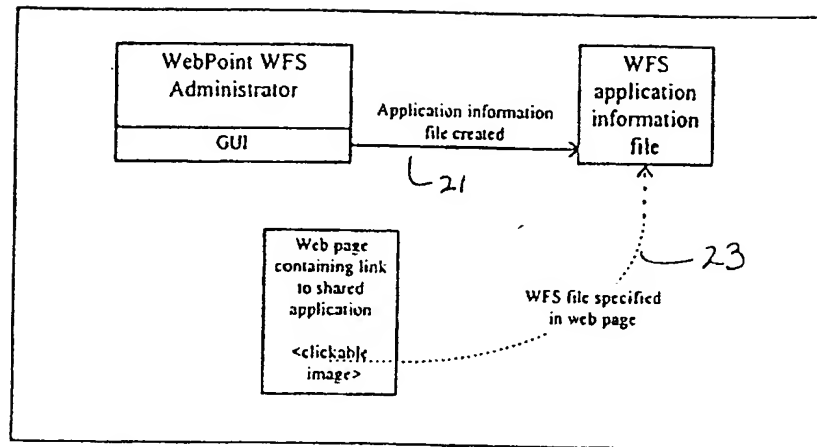 WebPoint WFS
Administrator
GUI
Application information
file created
21
WFS
application
information
file
Web page
containing link
to shared
application
<clickable
image>
23
WFS file specified
in web page